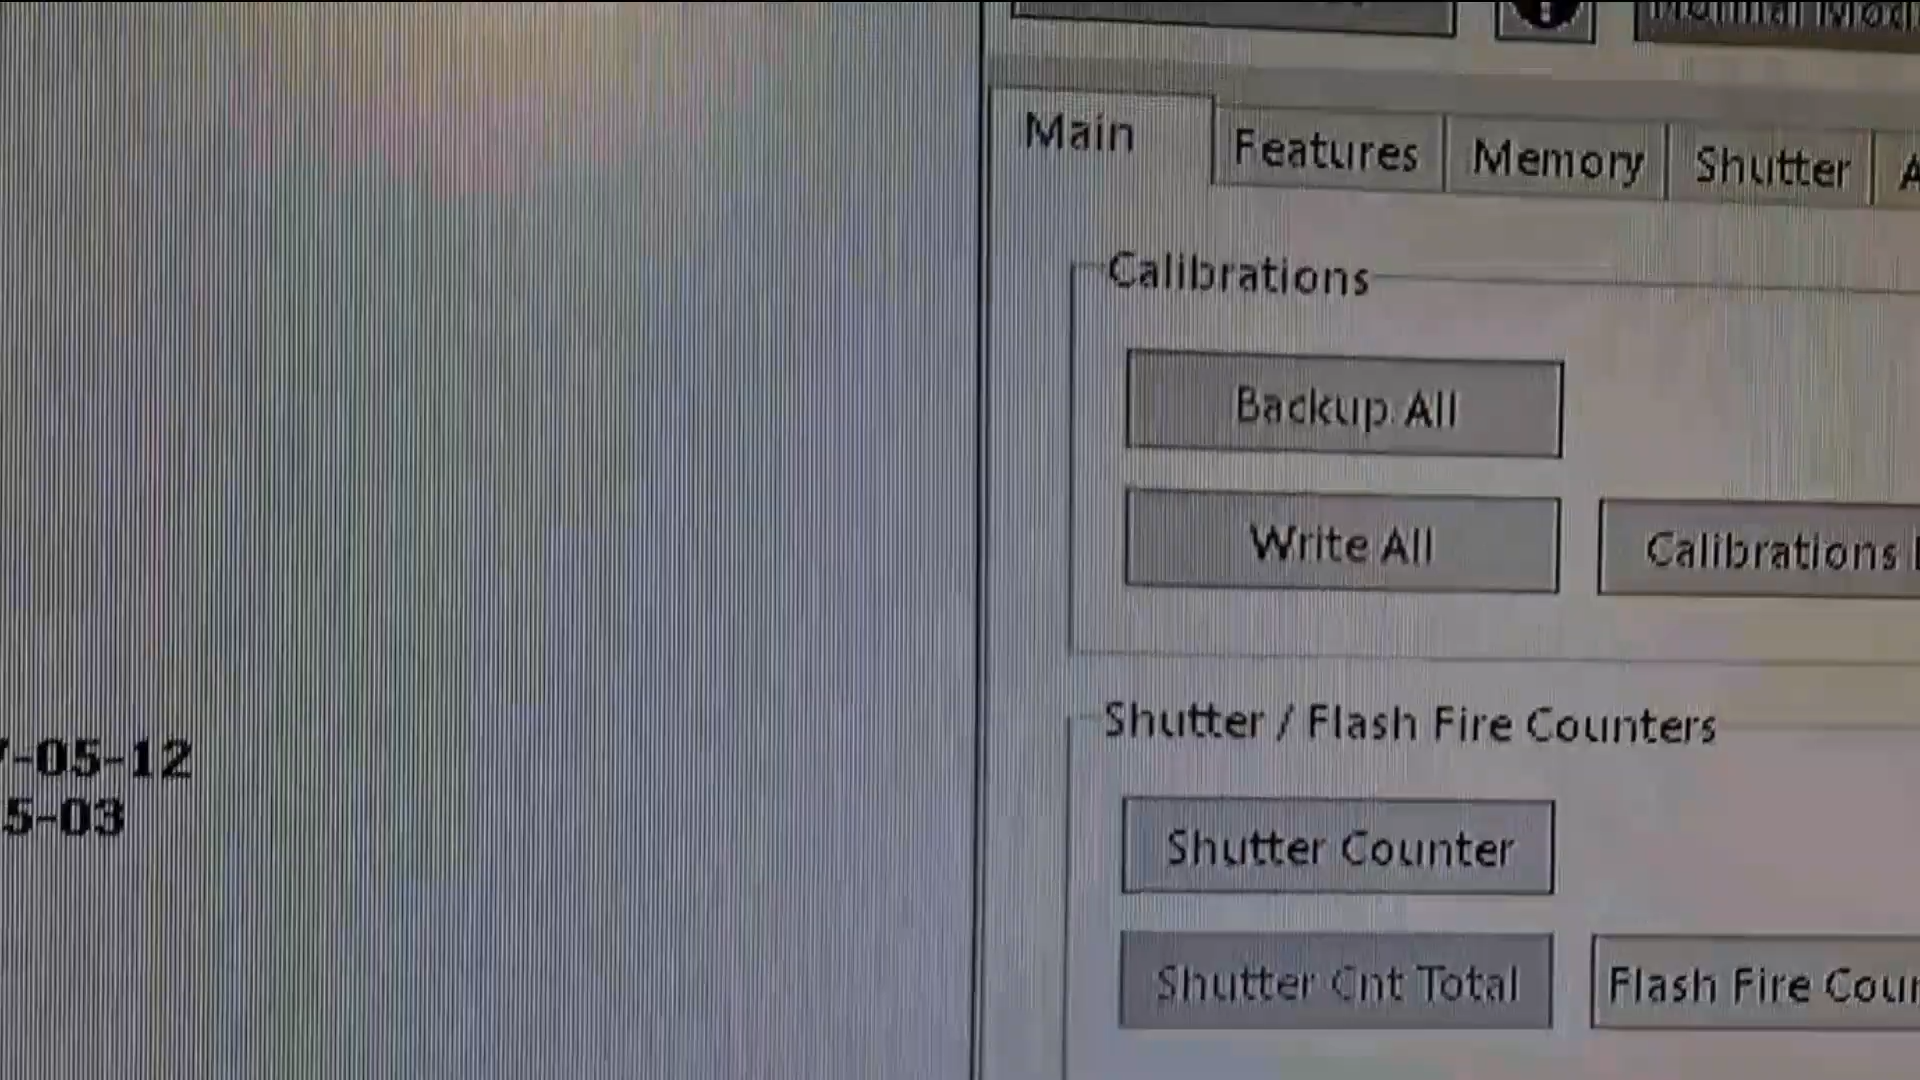 Main Features Memory Shutter
Calibrations
Backup All
Write All Calibrations
Shutter / Flash Fire Counters
-05-12
5-03
Shutter Counter
Shutter Cnt Total Flash Fire